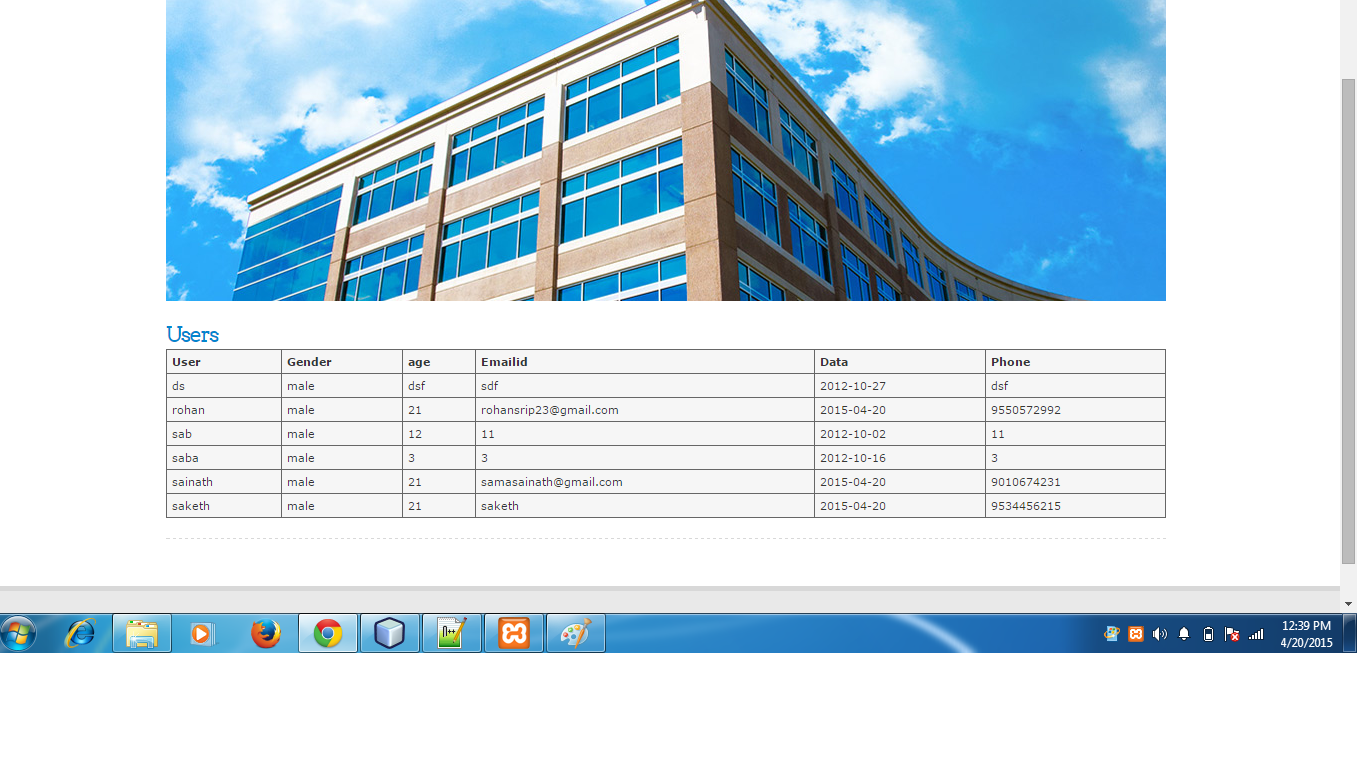 Users
User Gender age Emailid Data Phone
ds male dsf sdf 2012-10-27 dsf
rohan male 21 rohansrip23@gmail.com 2015-04-20 9550572992
sab male 12 11 2012-10-02 11
saba male 3 3 2012-10-16 3
sainath male 21 samasainath@gmail.com 2015-04-20 9010674231
saketh male 21 saketh 2015-04-20 9534456215
12:39 PM
4/20/2015